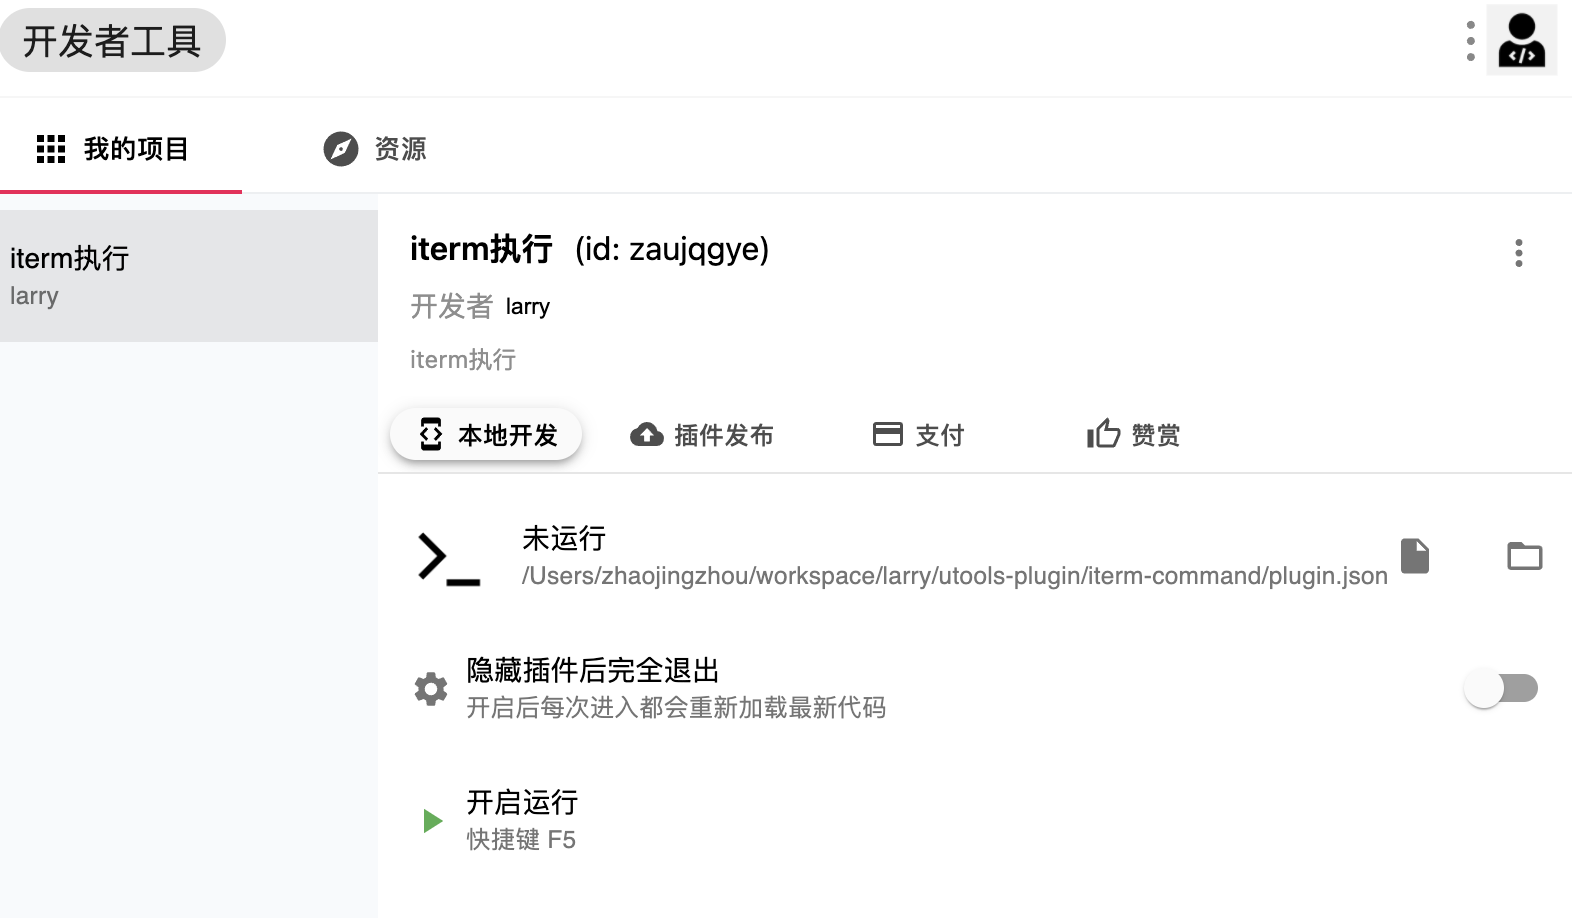 开发者工具
我的项目
资源
iterm执行
larry
iterm执行 (id: zaujqgye)
开发者 larry
iterm执行
本地开发
插件发布
支付
赞赏
未运行
/Users/zhaojingzhou/workspace/larry/utools-plugin/iterm-command/plugin.json
隐藏插件后完全退出
开启后每次进入都会重新加载最新代码
开启运行
快捷键 F5